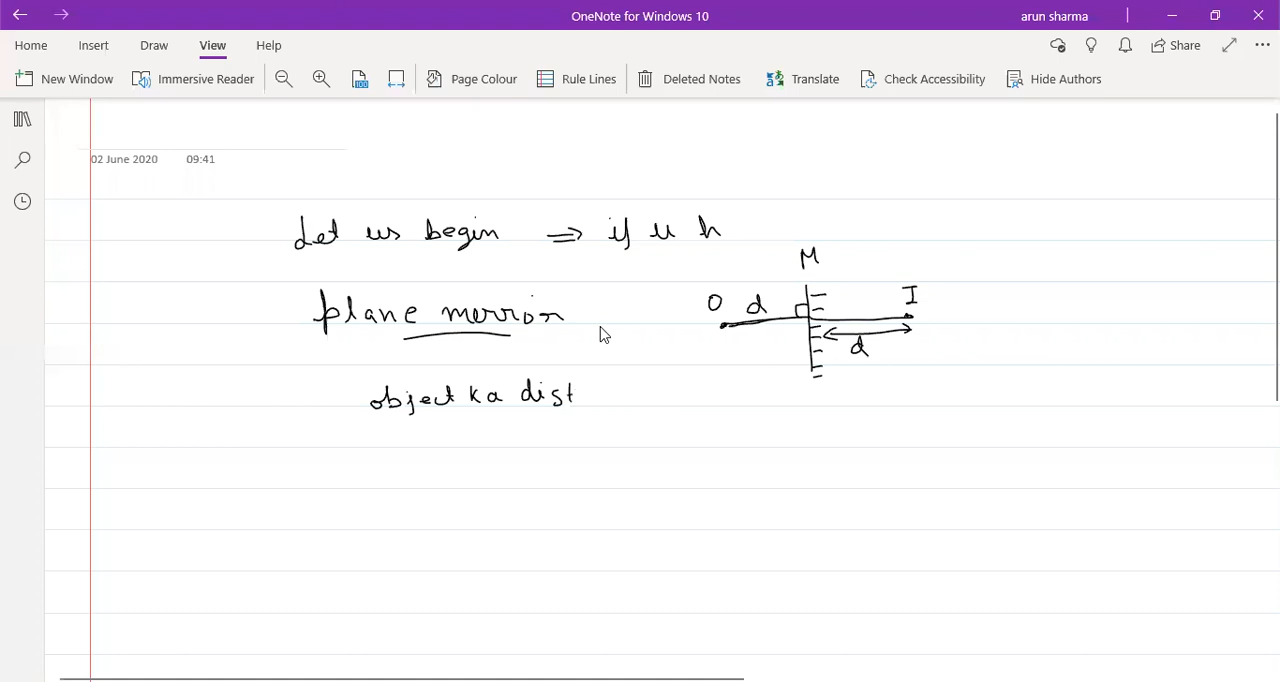 OneNote for Windows 10
arun sharma
Home Insert Draw View Help
Share
New Window Immersive Reader Page Colour Rule Lines Deleted Notes Translate Check Accessibility Hide Authors
02 June 2020 09:41
Let us begin ⇒ if u h
M
plane merrior
O d I
d
object ka dist